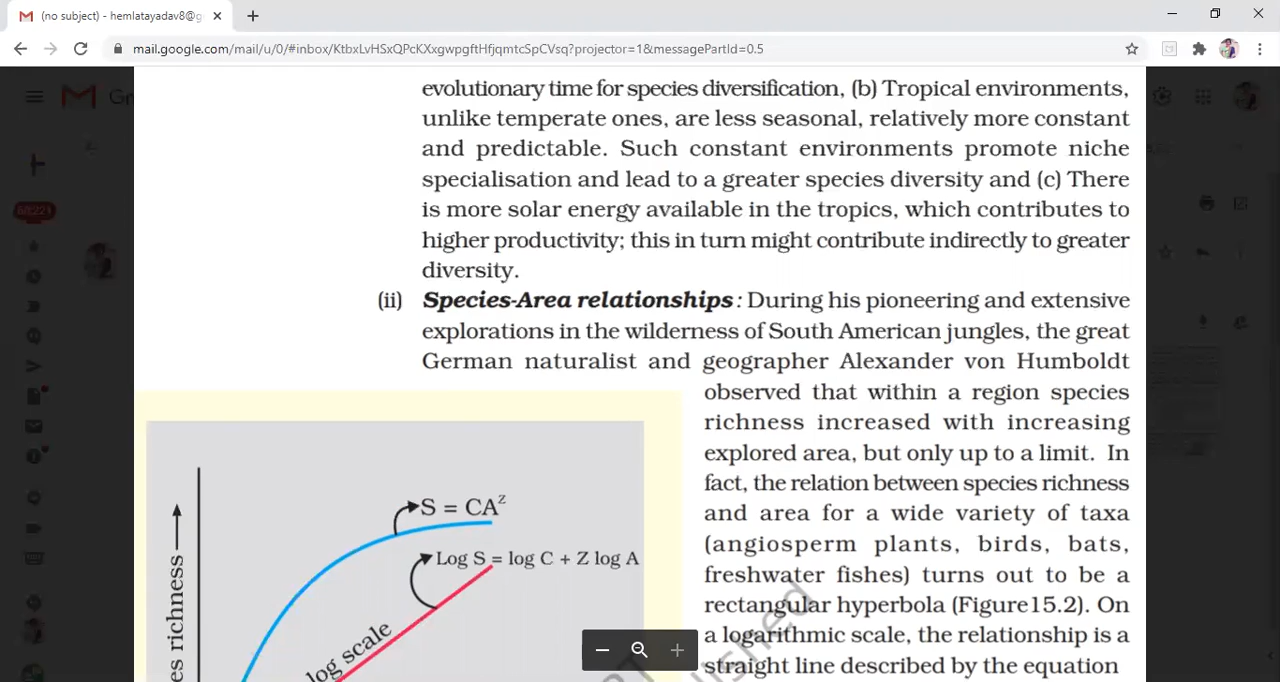 (no subject) - hemlatayadav8@g
mail.google.com/mail/u/0/#inbox/KtbxLvHSxQPcKXxgwpgftHfjqmtcSpCVsq?projector=1&messagePartId=0.5
evolutionary time for species diversification, (b) Tropical environments,
unlike temperate ones, are less seasonal, relatively more constant
and predictable. Such constant environments promote niche
specialisation and lead to a greater species diversity and (c) There
is more solar energy available in the tropics, which contributes to
higher productivity; this in turn might contribute indirectly to greater
diversity.
(ii) Species-Area relationships : During his pioneering and extensive
explorations in the wilderness of South American jungles, the great
German naturalist and geographer Alexander von Humboldt
observed that within a region species
richness increased with increasing
explored area, but only up to a limit. In
fact, the relation between species richness
and area for a wide variety of taxa
(angiosperm plants, birds, bats,
freshwater fishes) turns out to be a
rectangular hyperbola (Figure15.2). On
a logarithmic scale, the relationship is a
straight line described by the equation
S = CA^Z
Log S = log C + Z log A
log scale
es richness